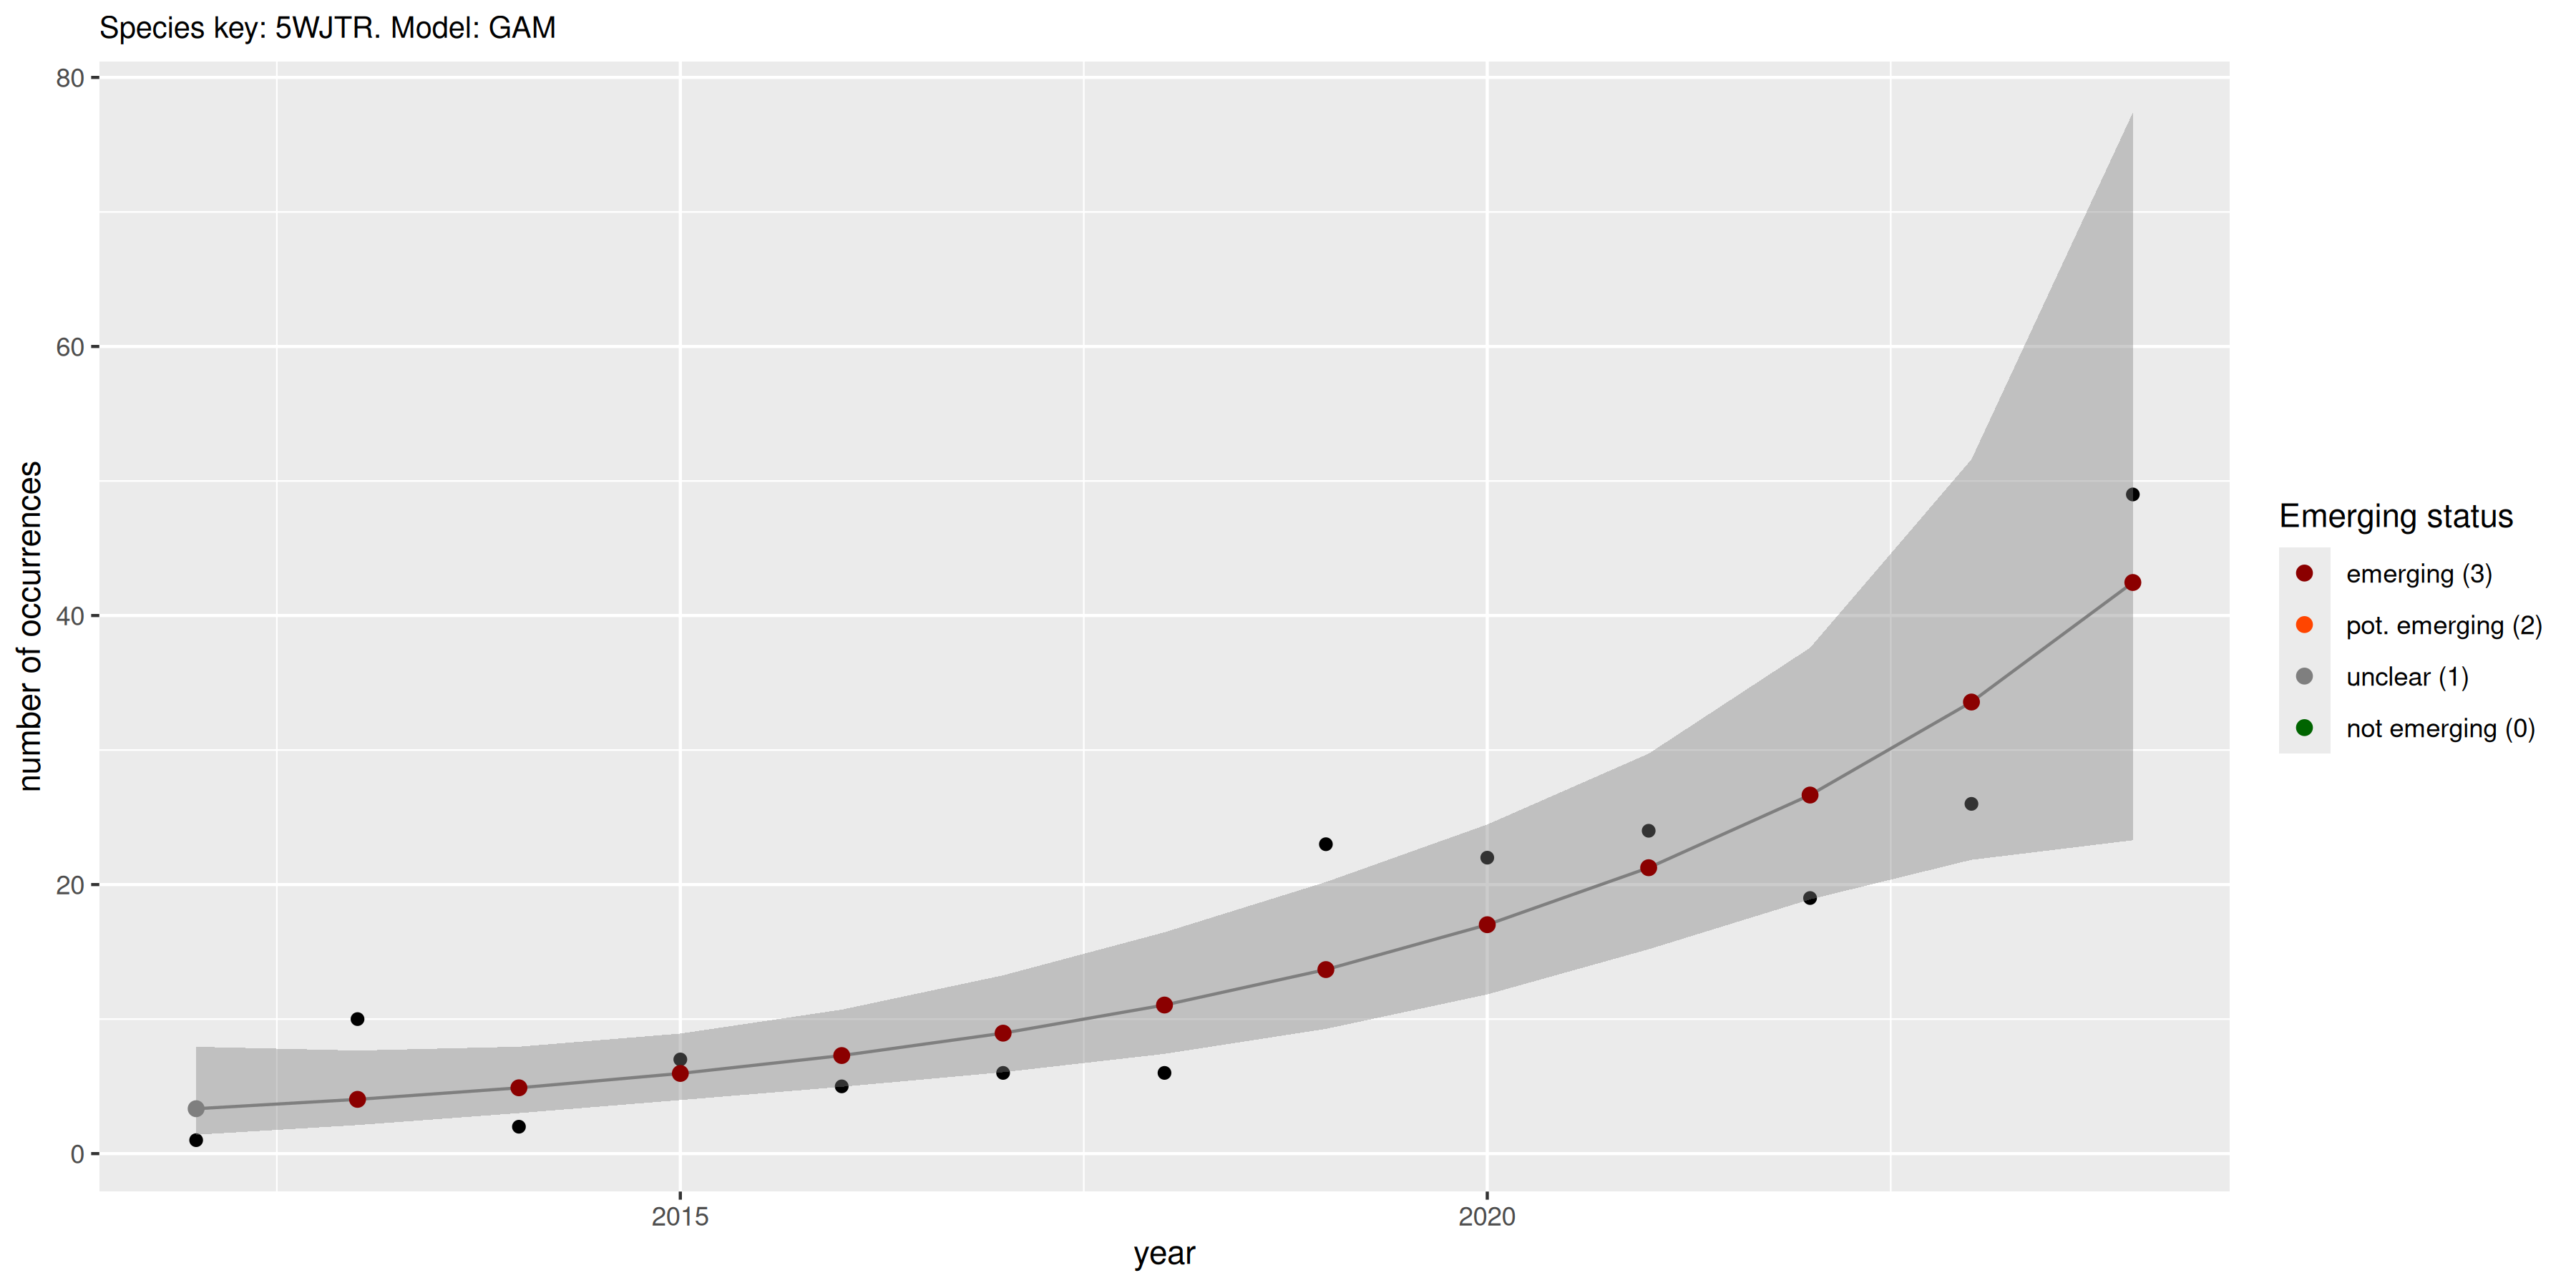 Species key: 5WJTR. Model: GAM
80
60
40
20
0
number of occurrences
2015
2020
year
Emerging status
emerging (3)
pot. emerging (2)
unclear (1)
not emerging (0)